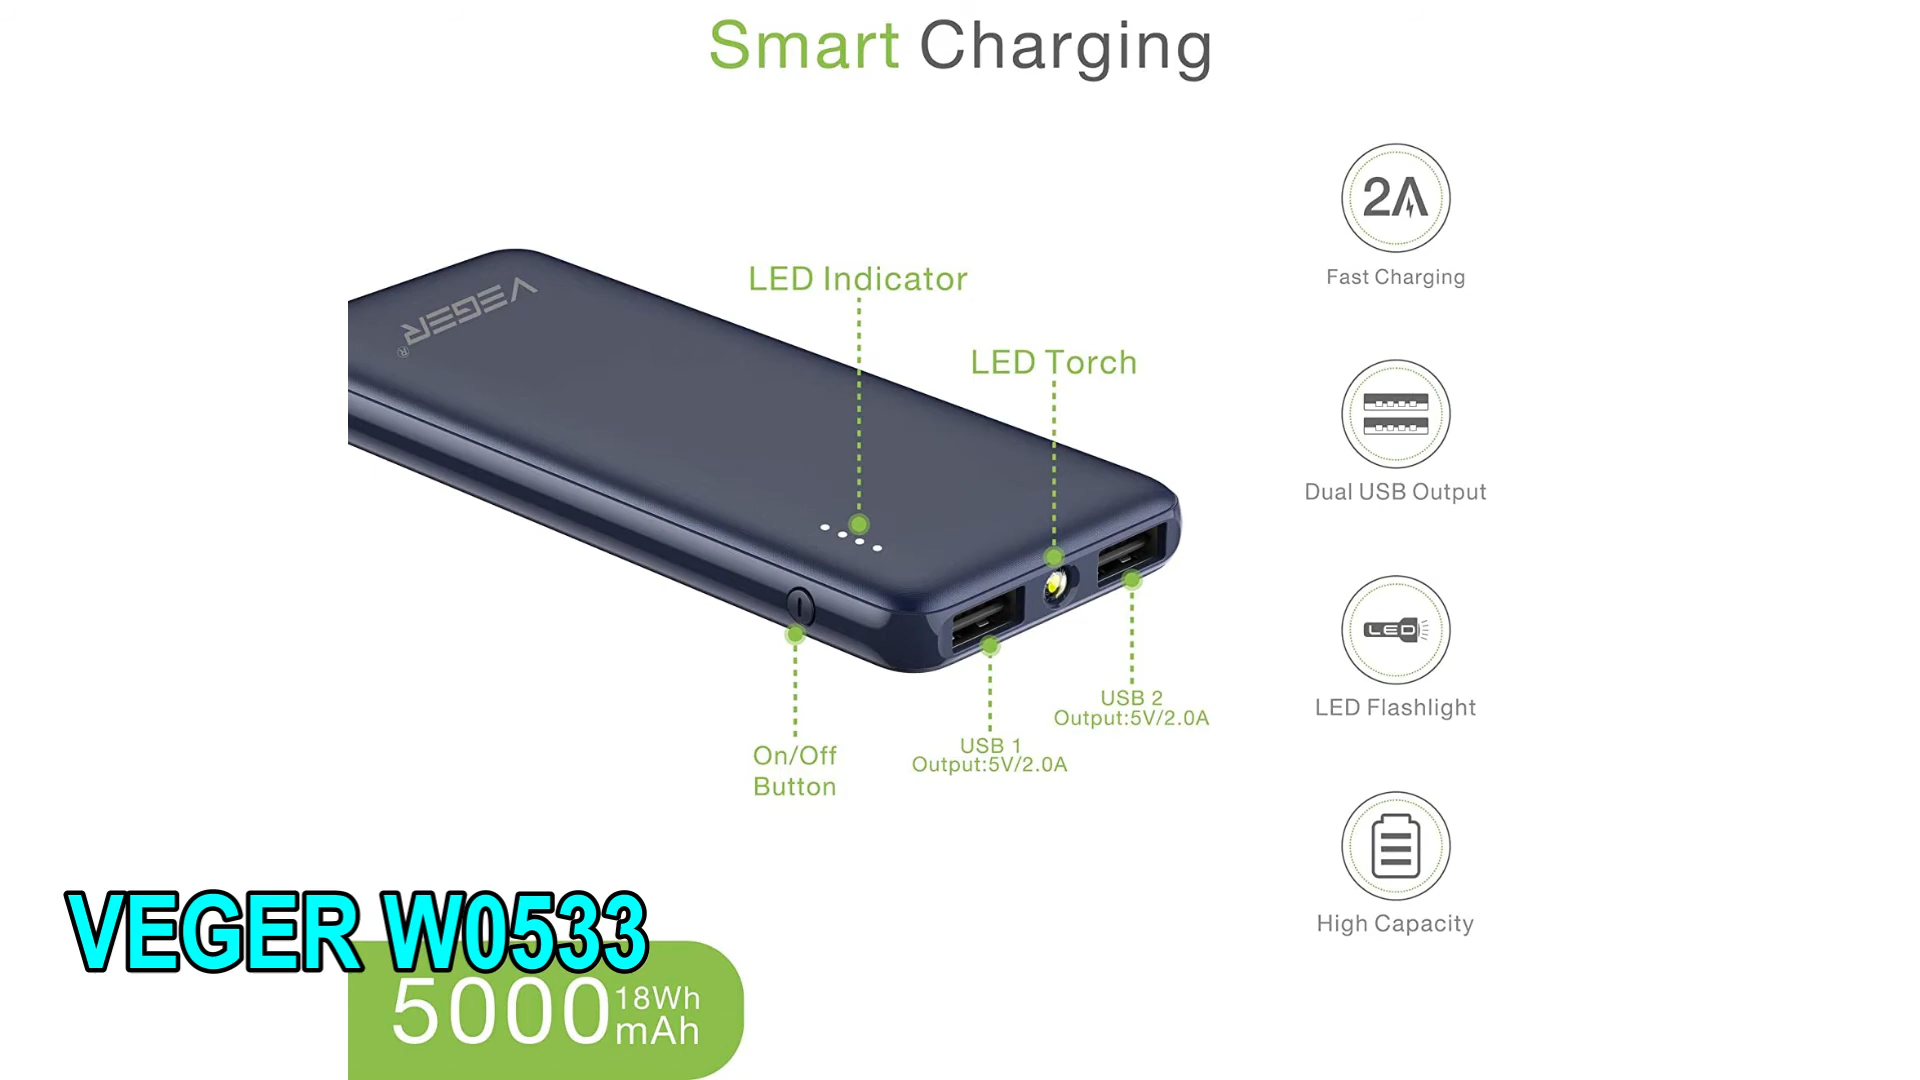 Smart Charging
2A
Fast Charging
LED Indicator
VEGER®
LED Torch
Dual USB Output
LED
LED Flashlight
USB 2
Output:5V/2.0A
USB 1
Output:5V/2.0A
On/Off
Button
High Capacity
VEGER W0533
5000 18Wh
mAh